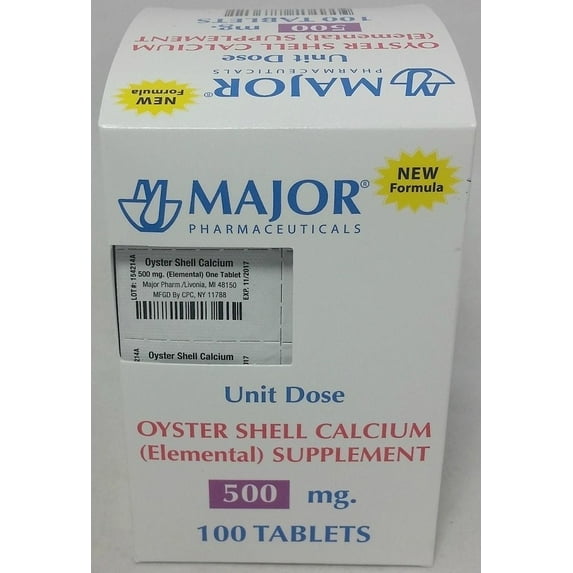 100 TABLETS
500 mg.
(Elemental) SUPPLEMENT
OYSTER SHELL CALCIUM
Unit Dose
MAJOR®
PHARMACEUTICALS
NEW
Formula
MAJOR®
PHARMACEUTICALS
NEW
Formula
LOT#: 154214A
Oyster Shell Calcium
500 mg. (Elemental) One Tablet
Major Pharm./Livonia, MI 48150
MFGD By CPC, NY 11788
EXP. 11/2017
214A
Oyster Shell Calcium
17
Unit Dose
OYSTER SHELL CALCIUM
(Elemental) SUPPLEMENT
500 mg.
100 TABLETS